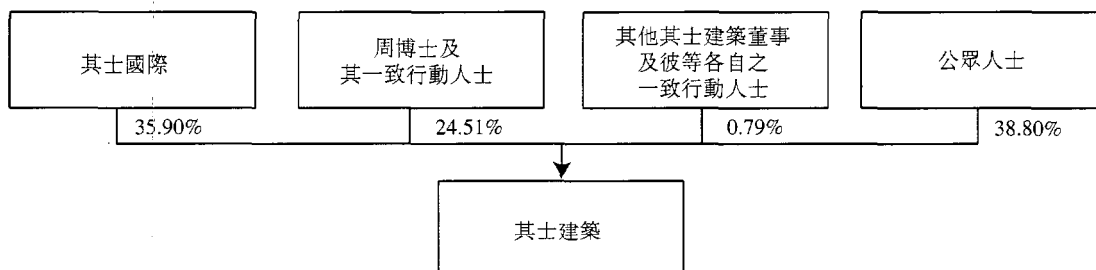 其士國際
周博士及
其一致行動人士
其他其士建築董事
及彼等各自之
一致行動人士
公眾人士
35.90%
24.51%
0.79%
38.80%
其士建築